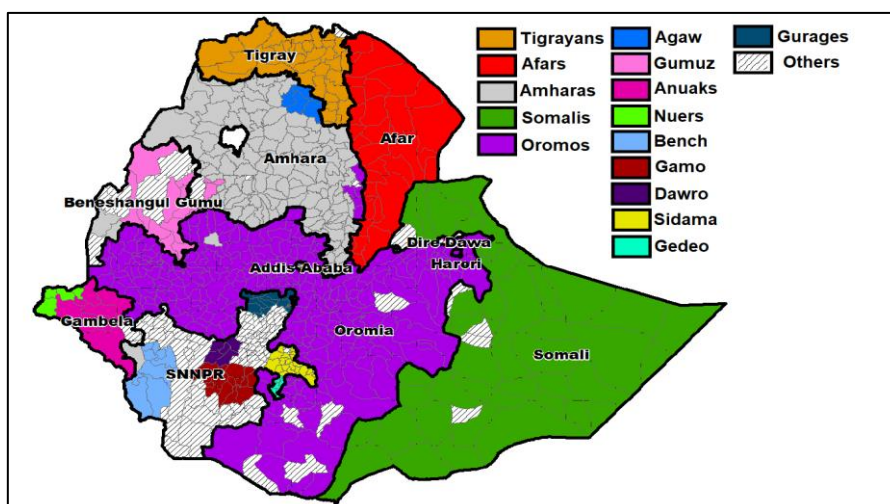 Tigrayans
Afars
Amharas
Somalis
Oromos
Agaw
Gumuz
Anuaks
Nuers
Bench
Gamo
Dawro
Sidama
Gedeo
Gurages
Others
Tigray
Afar
Amhara
Beneshangul Gumu
Dire Dawa
Harari
Addis Ababa
Gambela
Oromia
Somali
SNNPR